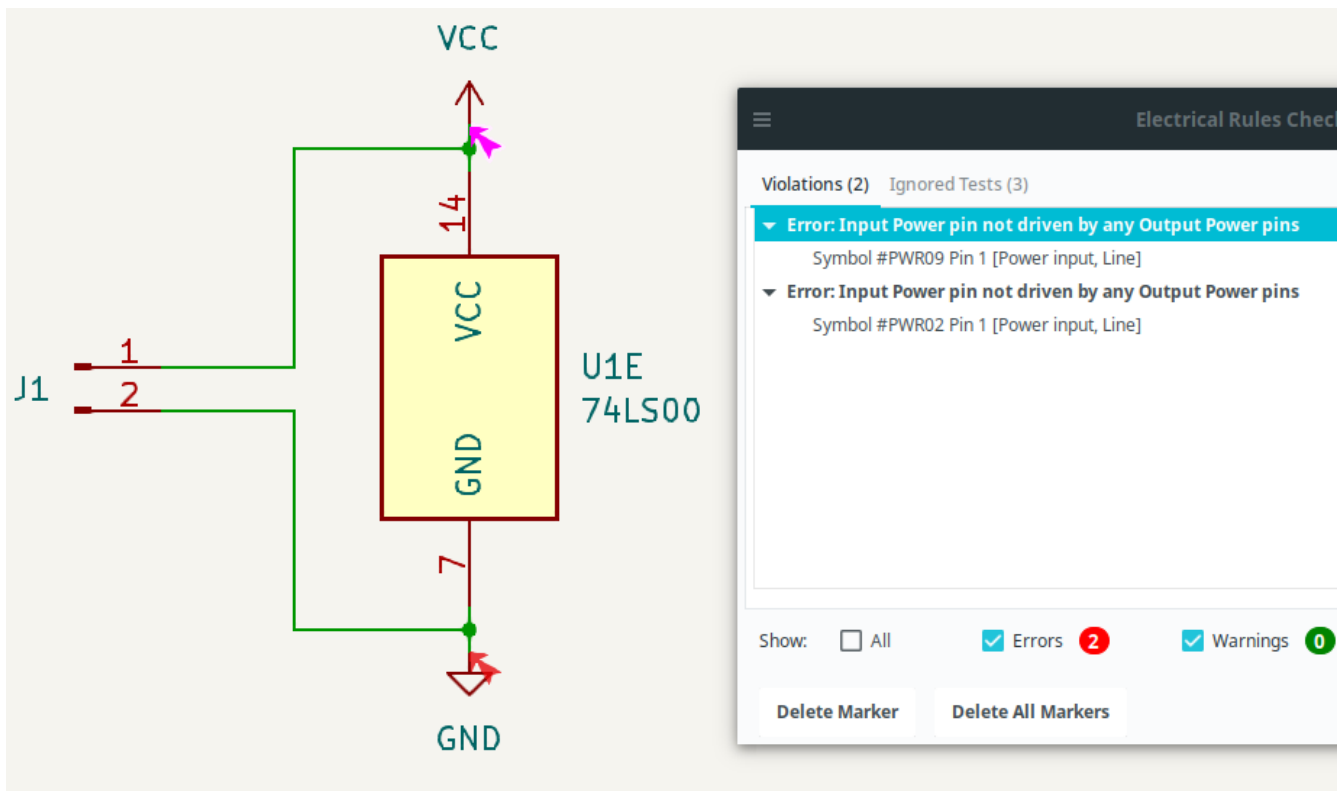 VCC
14
VCC
GND
7
GND
J1
1
2
U1E
74LS00
Electrical Rules Chec
Violations (2) Ignored Tests (3)
Error: Input Power pin not driven by any Output Power pins
Symbol #PWR09 Pin 1 [Power input, Line]
Error: Input Power pin not driven by any Output Power pins
Symbol #PWR02 Pin 1 [Power input, Line]
Show: All Errors 2 Warnings 0
Delete Marker Delete All Markers